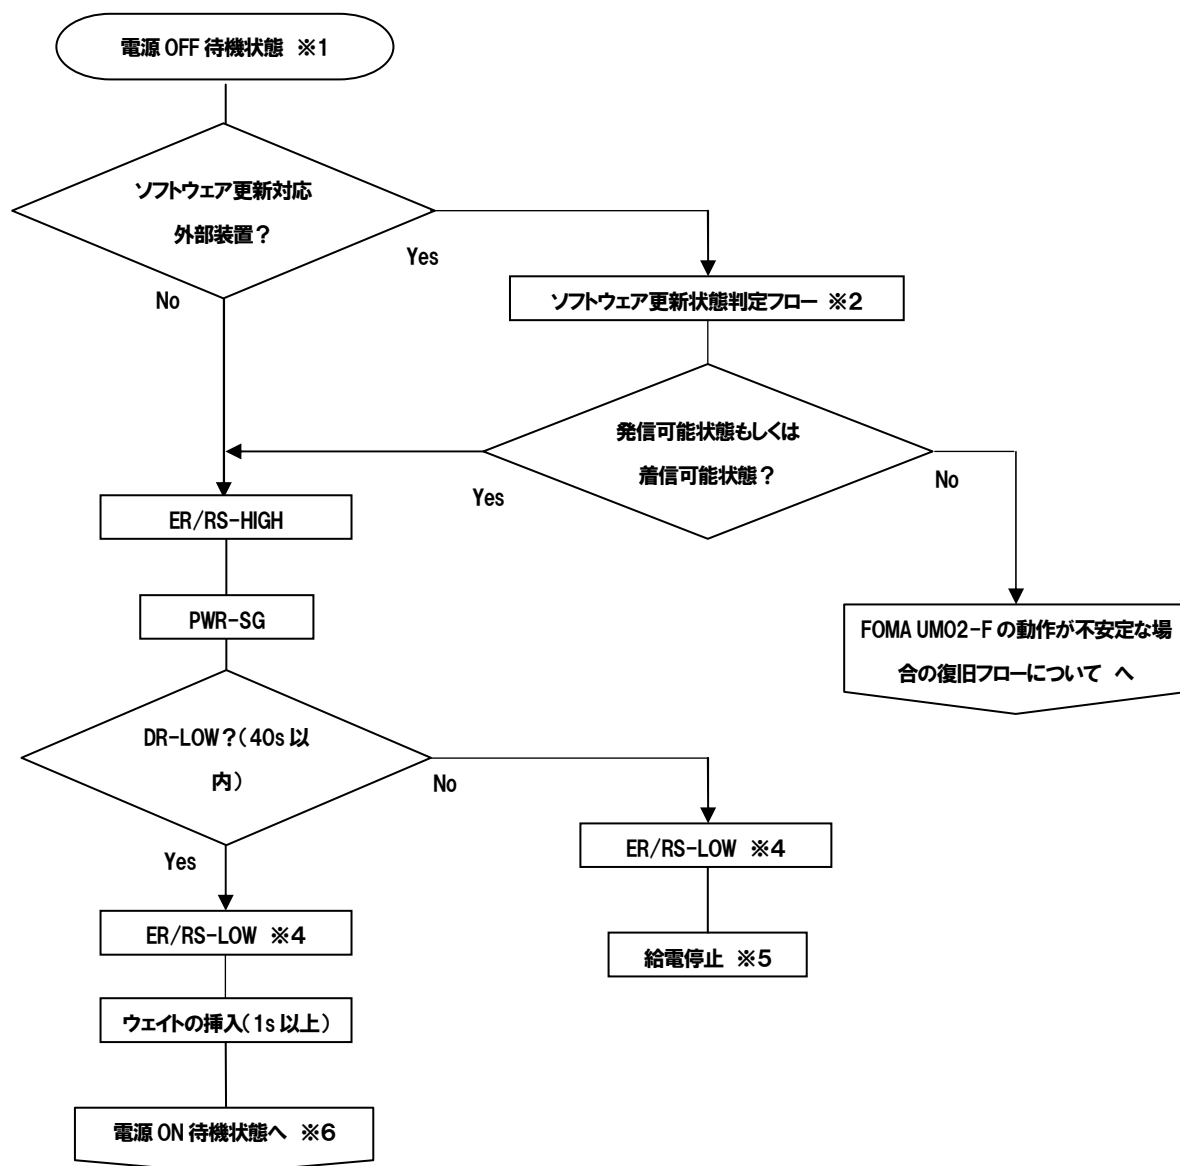 電源 OFF 待機状態 ※1
ソフトウェア更新対応
外部装置？
Yes
No
ソフトウェア更新状態判定フロー ※2
発信可能状態もしくは
着信可能状態？
Yes
No
ER/RS-HIGH
PWR-SG
FOMA UM02-F の動作が不安定な場
合の復旧フローについて へ
DR-LOW？（40s 以
内）
No
Yes
ER/RS-LOW ※4
ER/RS-LOW ※4
給電停止 ※5
ウェイトの挿入（1s 以上）
電源 ON 待機状態へ ※6